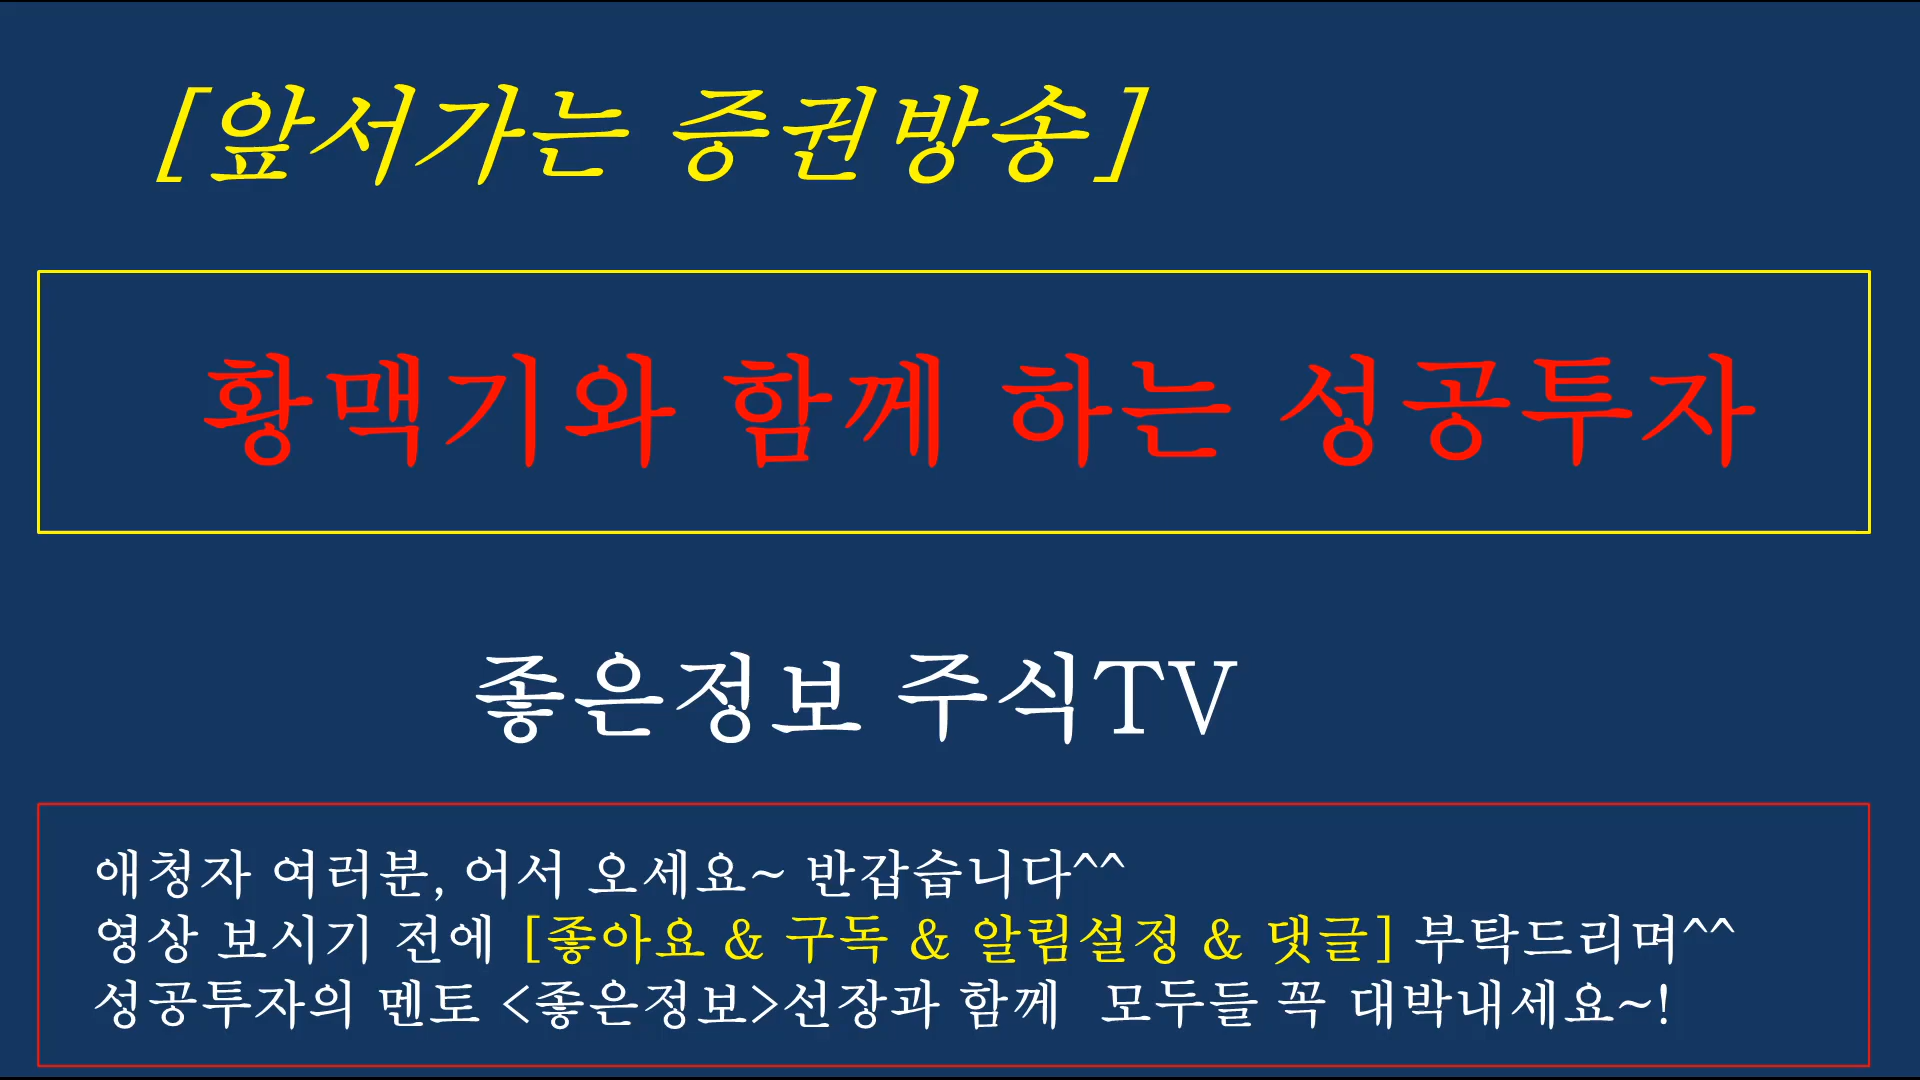 [앞서가는 증권방송]
황맥기와 함께 하는 성공투자
좋은정보 주식TV
애청자 여러분, 어서 오세요~ 반갑습니다^^
영상 보시기 전에 [좋아요 & 구독 & 알림설정 & 댓글] 부탁드리며^^
성공투자의 멘토 <좋은정보>선장과 함께 모두들 꼭 대박내세요~!